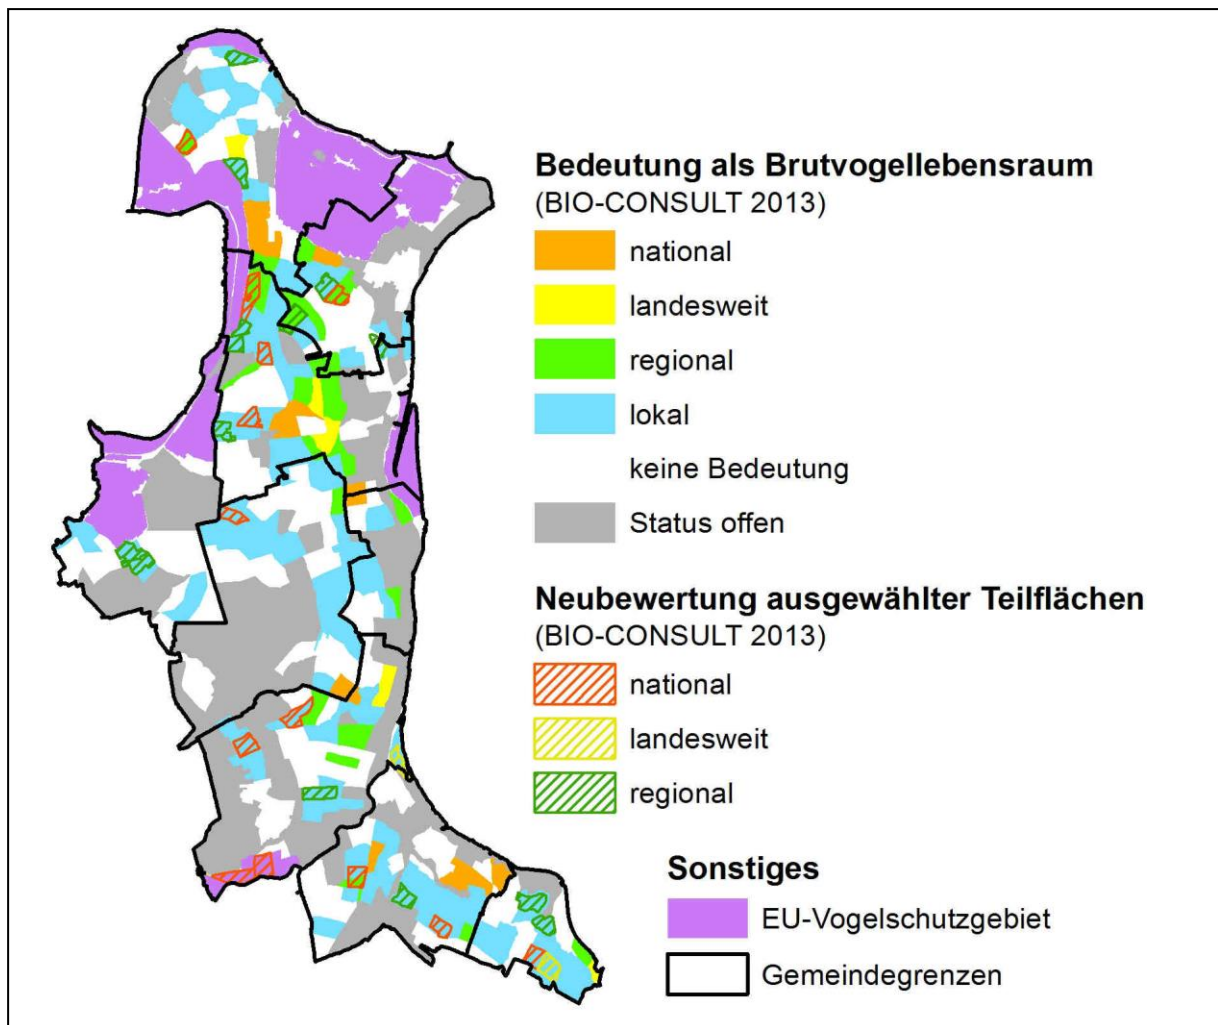 Bedeutung als Brutvogellebensraum
(BIO-CONSULT 2013)
national
landesweit
regional
lokal
keine Bedeutung
Status offen
Neubewertung ausgewählter Teilflächen
(BIO-CONSULT 2013)
national
landesweit
regional
Sonstiges
EU-Vogelschutzgebiet
Gemeindegrenzen